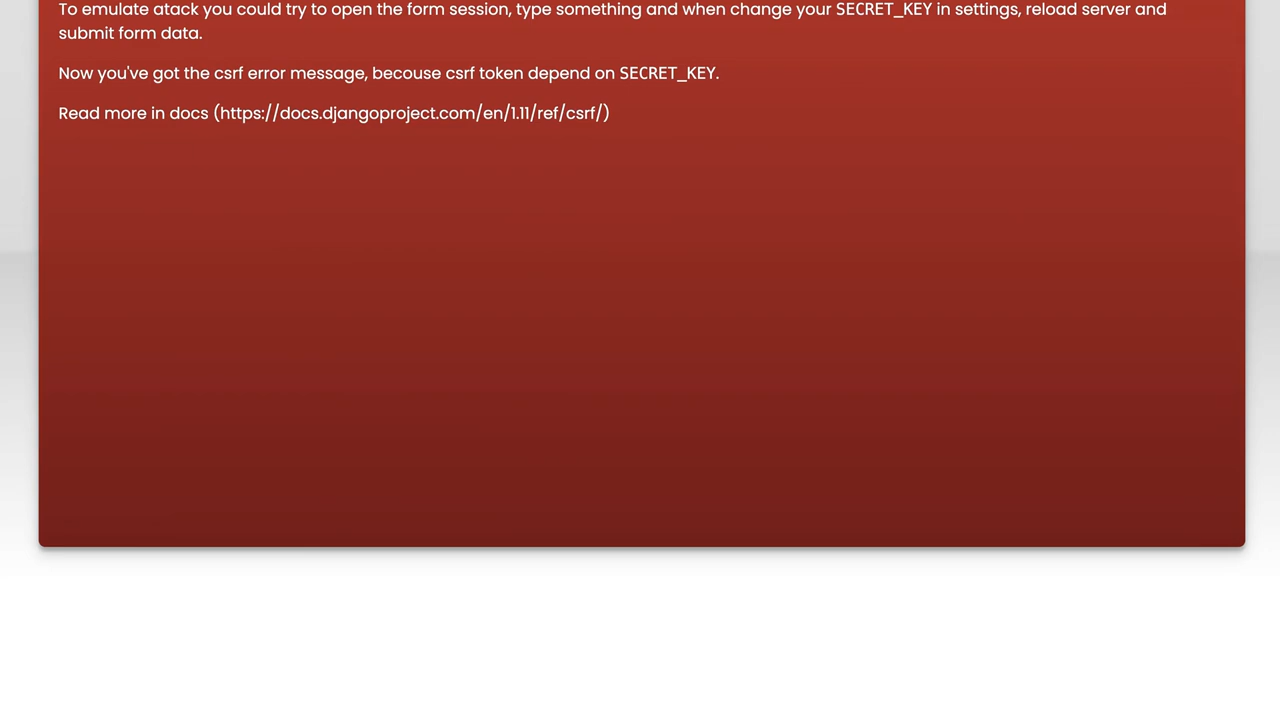 To emulate atack you could try to open the form session, type something and when change your SECRET_KEY in settings, reload server and
submit form data.
Now you've got the csrf error message, becouse csrf token depend on SECRET_KEY.
Read more in docs (https://docs.djangoproject.com/en/1.11/ref/csrf/)